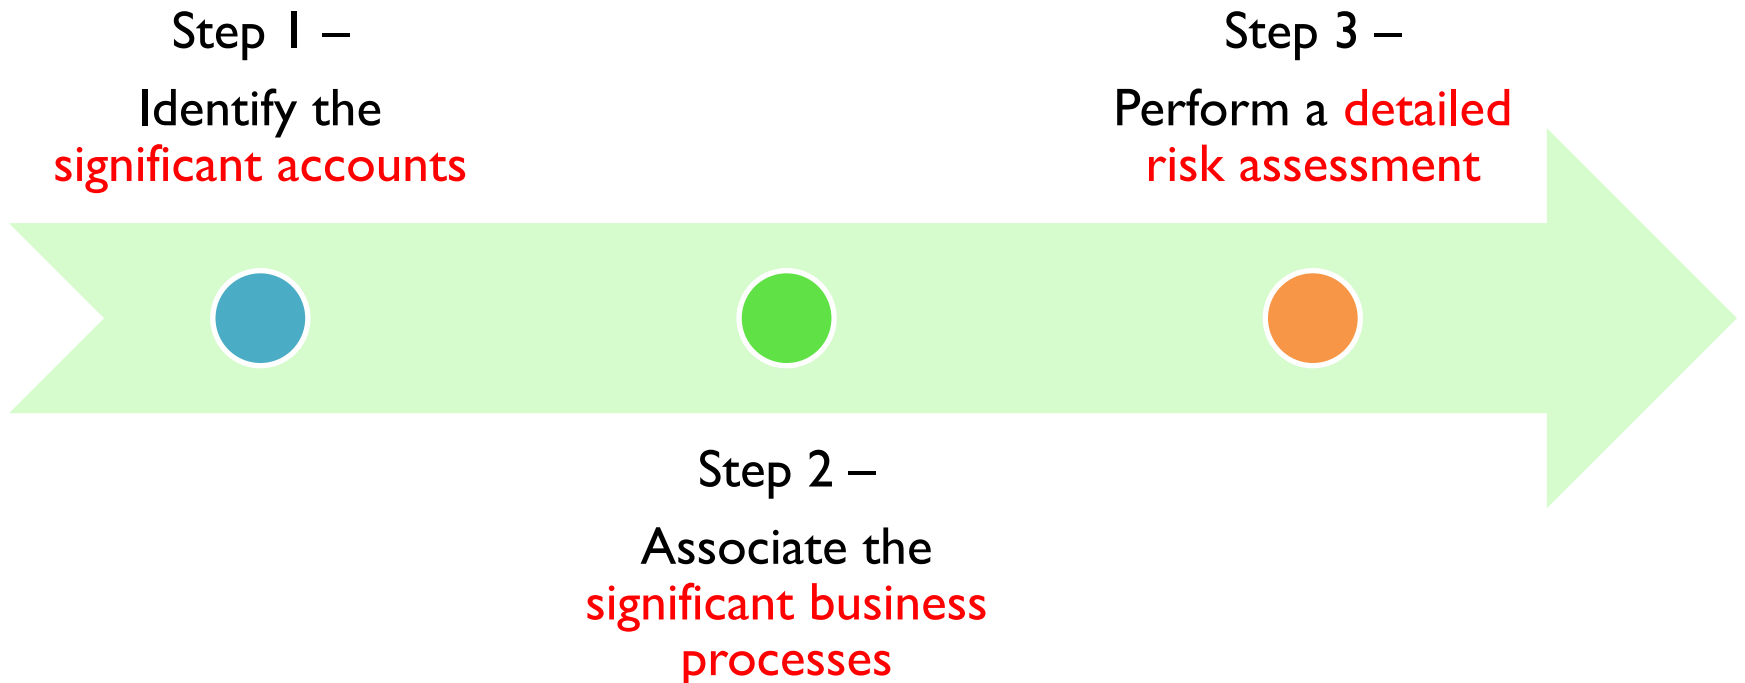 Step 1 –
Identify the
significant accounts
Step 2 –
Associate the
significant business
processes
Step 3 –
Perform a detailed
risk assessment